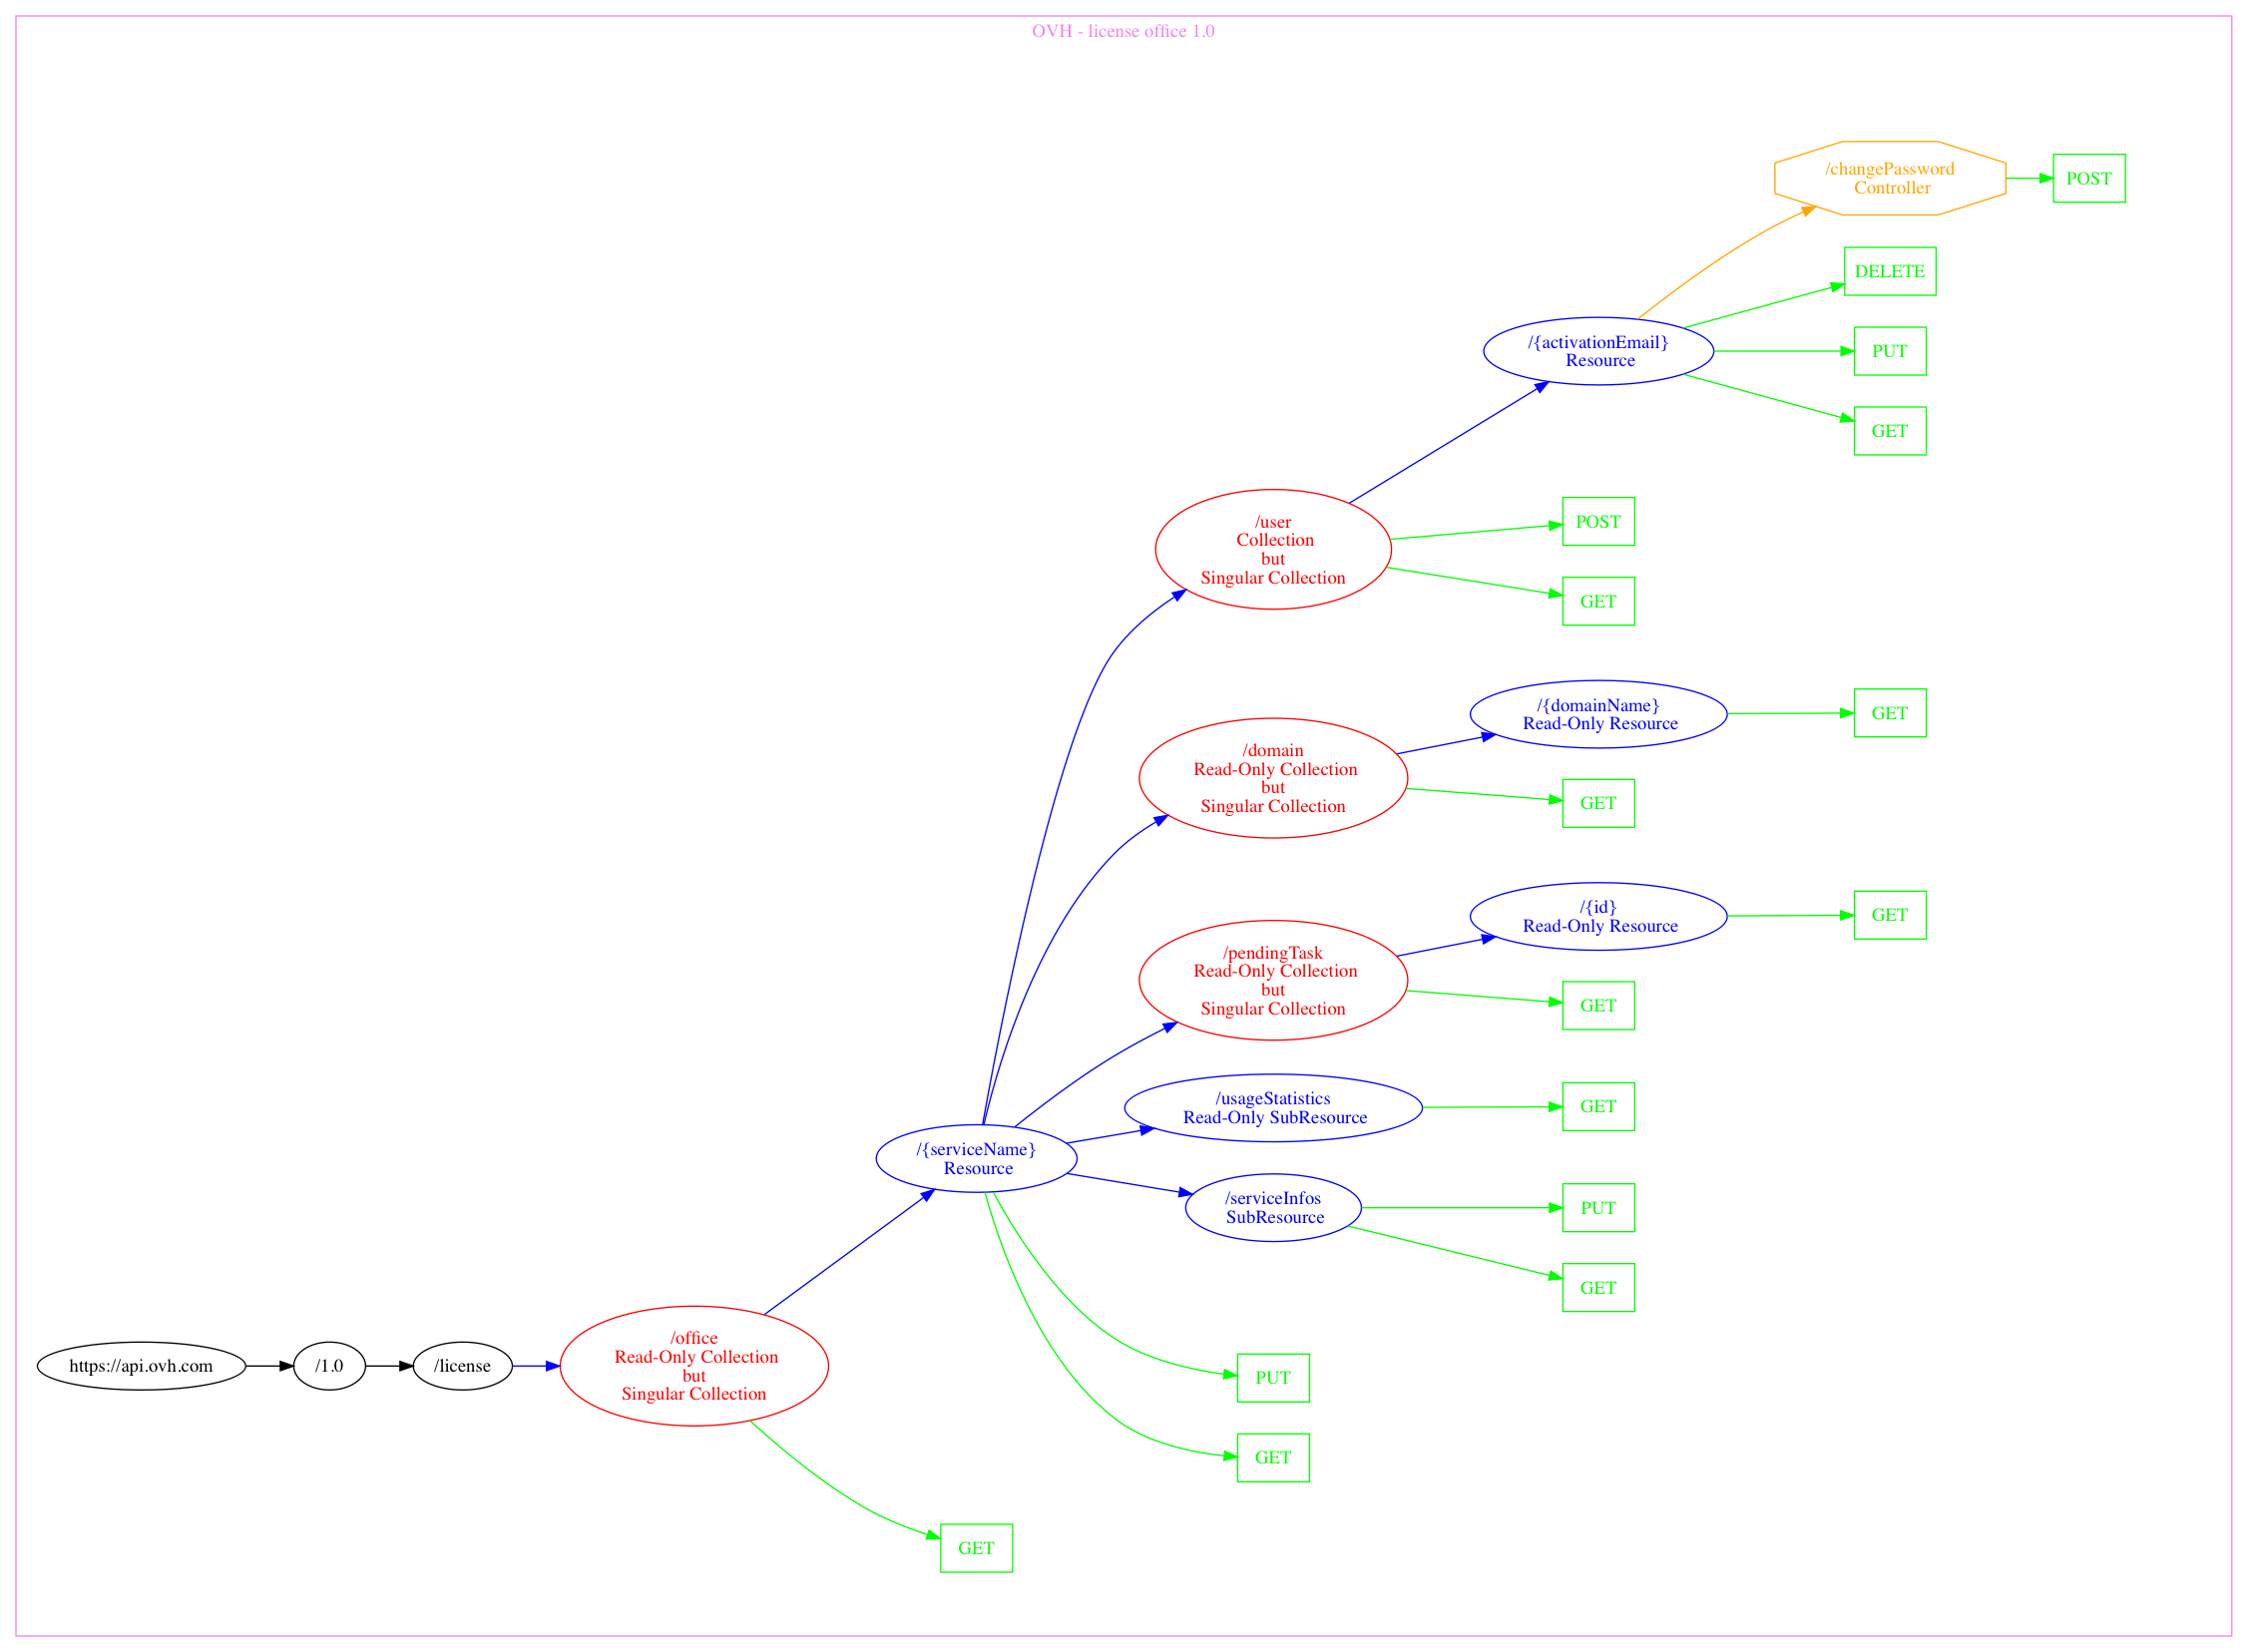 OVH - license office 1.0
/changePassword
Controller
POST
DELETE
/{activationEmail}
Resource
PUT
GET
/user
Collection
but
Singular Collection
POST
GET
/{domainName}
Read-Only Resource
GET
/domain
Read-Only Collection
but
Singular Collection
GET
/{id}
Read-Only Resource
GET
/pendingTask
Read-Only Collection
but
Singular Collection
GET
/usageStatistics
Read-Only SubResource
GET
/{serviceName}
Resource
/serviceInfos
SubResource
PUT
GET
https://api.ovh.com
/1.0
/license
/office
Read-Only Collection
but
Singular Collection
PUT
GET
GET